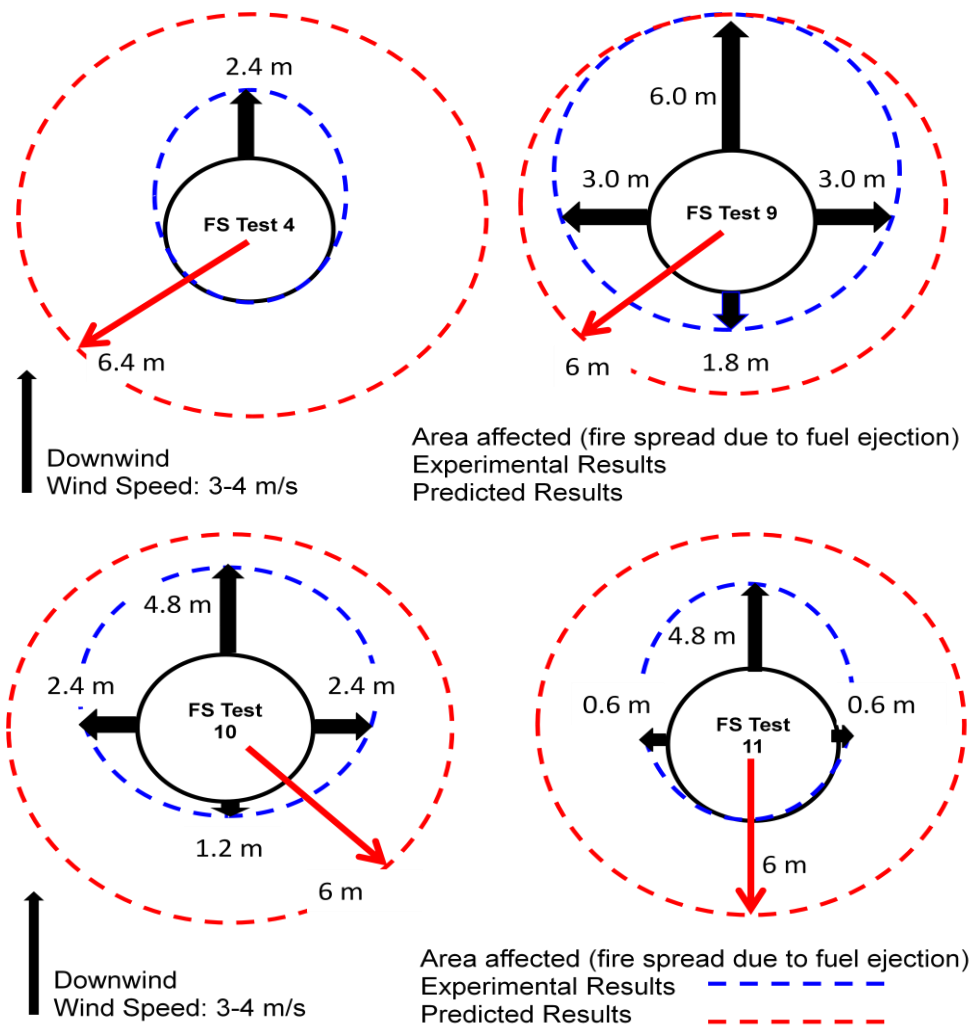 2.4 m
FS Test 4
6.4 m
6.0 m
3.0 m
3.0 m
FS Test 9
6 m
1.8 m
Downwind
Wind Speed: 3-4 m/s
Area affected (fire spread due to fuel ejection)
Experimental Results
Predicted Results
4.8 m
2.4 m
2.4 m
FS Test
10
1.2 m
6 m
4.8 m
0.6 m
0.6 m
FS Test
11
6 m
Downwind
Wind Speed: 3-4 m/s
Area affected (fire spread due to fuel ejection)
Experimental Results
Predicted Results